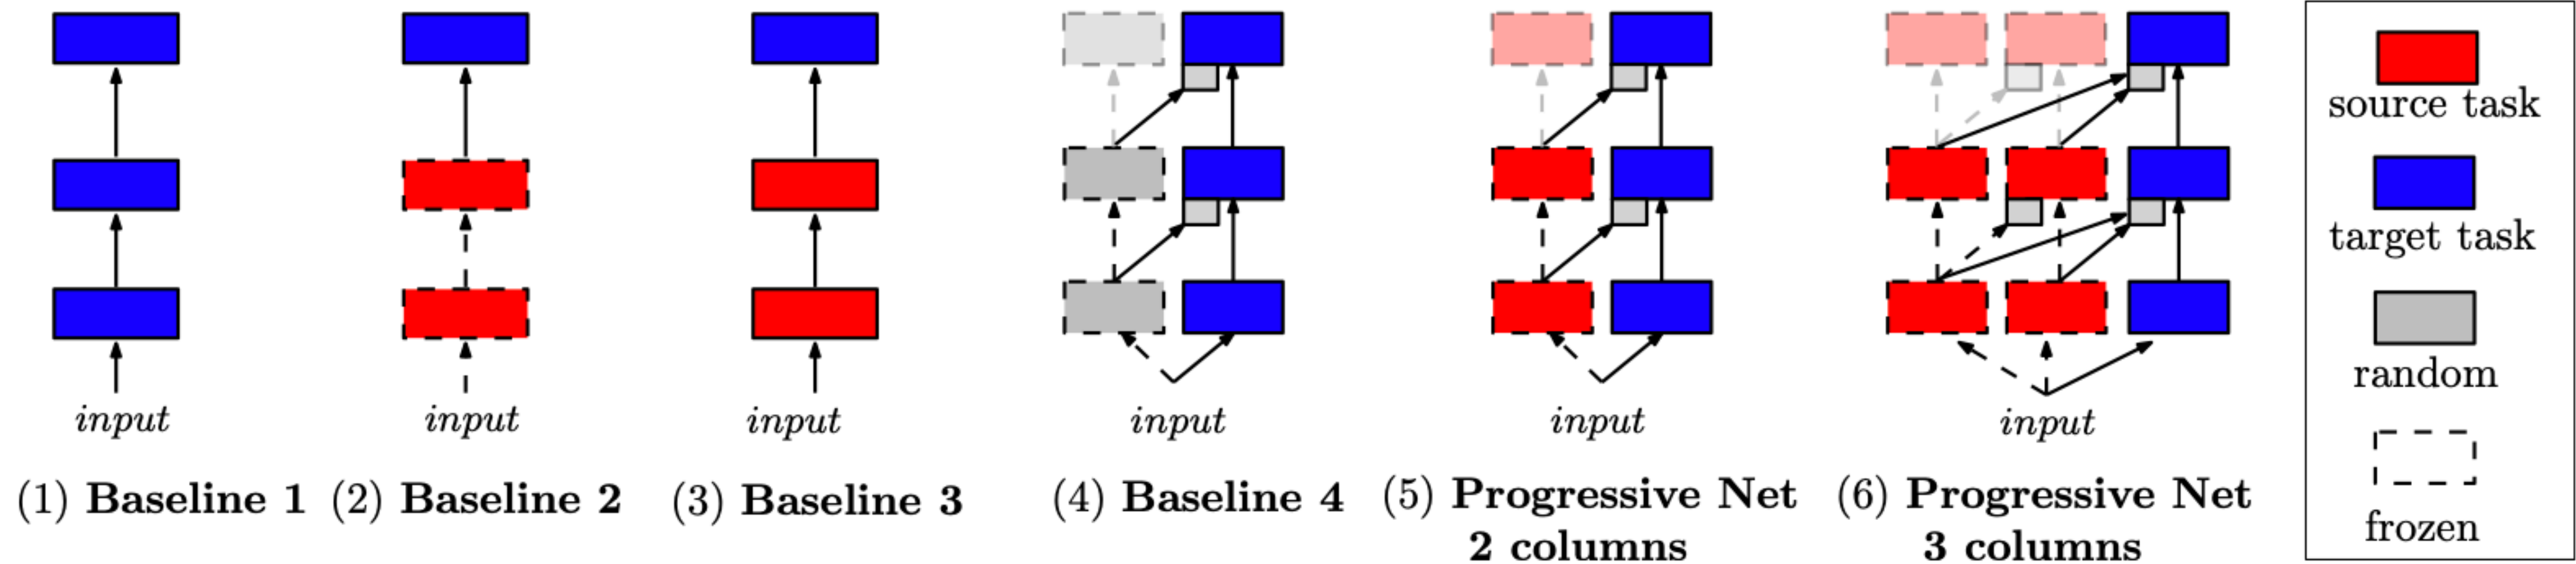 input
input
input
input
input
input
(1) Baseline 1
(2) Baseline 2
(3) Baseline 3
(4) Baseline 4
(5) Progressive Net
2 columns
(6) Progressive Net
3 columns
source task
target task
random
frozen